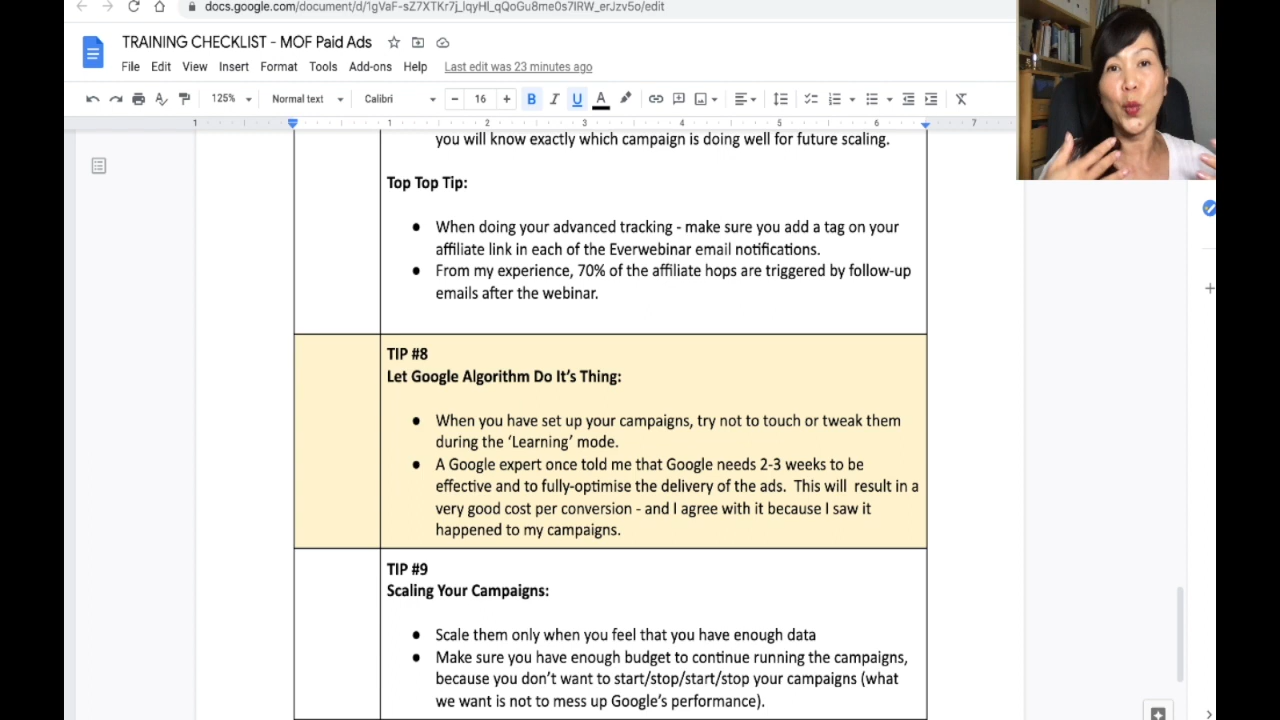 docs.google.com/document/d/1gVaF-sZ7XTKr7j_lqyHl_qQoGu8me0s7IRW_erJzv5o/edit
TRAINING CHECKLIST - MOF Paid Ads
File Edit View Insert Format Tools Add-ons Help Last edit was 23 minutes ago
125% Normal text Calibri - 16 + B I U A
1 1 2 3 4 5 6 7
you will know exactly which campaign is doing well for future scaling.
Top Top Tip:
● When doing your advanced tracking - make sure you add a tag on your
affiliate link in each of the Everwebinar email notifications.
● From my experience, 70% of the affiliate hops are triggered by follow-up
emails after the webinar.
TIP #8
Let Google Algorithm Do It's Thing:
● When you have set up your campaigns, try not to touch or tweak them
during the ‘Learning’ mode.
● A Google expert once told me that Google needs 2-3 weeks to be
effective and to fully-optimise the delivery of the ads. This will result in a
very good cost per conversion - and I agree with it because I saw it
happened to my campaigns.
TIP #9
Scaling Your Campaigns:
● Scale them only when you feel that you have enough data
● Make sure you have enough budget to continue running the campaigns,
because you don't want to start/stop/start/stop your campaigns (what
we want is not to mess up Google's performance).